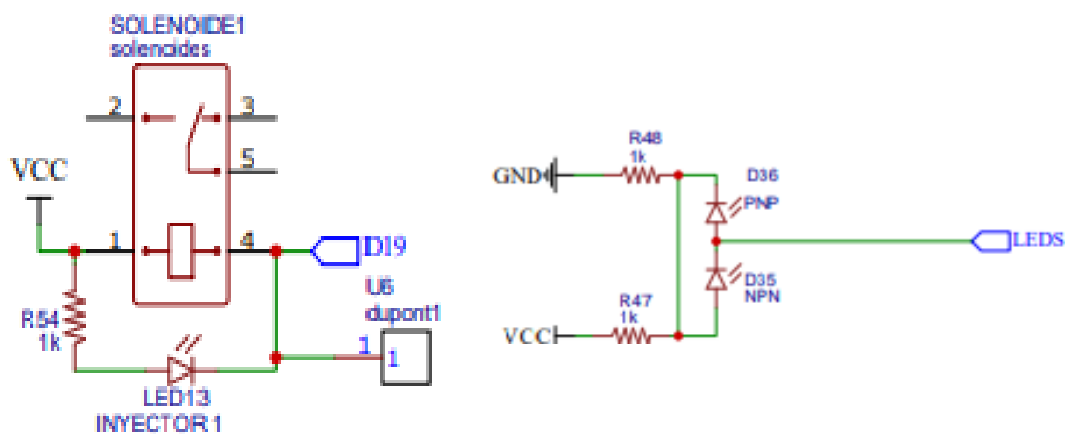 SOLENOIDE1
solenoides
2
3
5
VCC
1
4
D19
U6
dupont1
R54
1k
1
1
LED13
INYECTOR 1
R48
1k
GND
D36
PNP
LEDS
D35
NPN
R47
1k
VCC